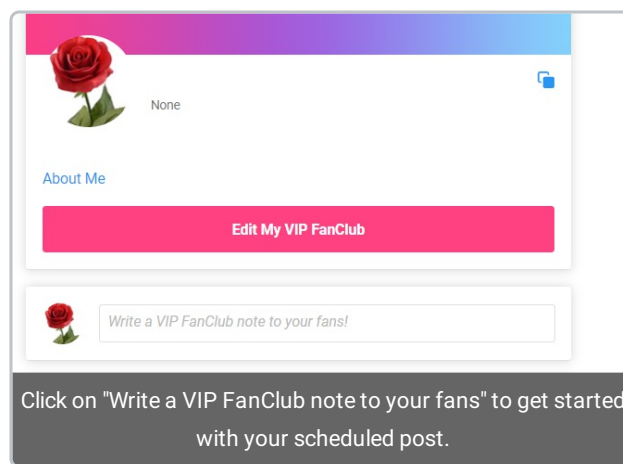 None
About Me
Edit My VIP FanClub
Write a VIP FanClub note to your fans!
Click on "Write a VIP FanClub note to your fans" to get started
with your scheduled post.